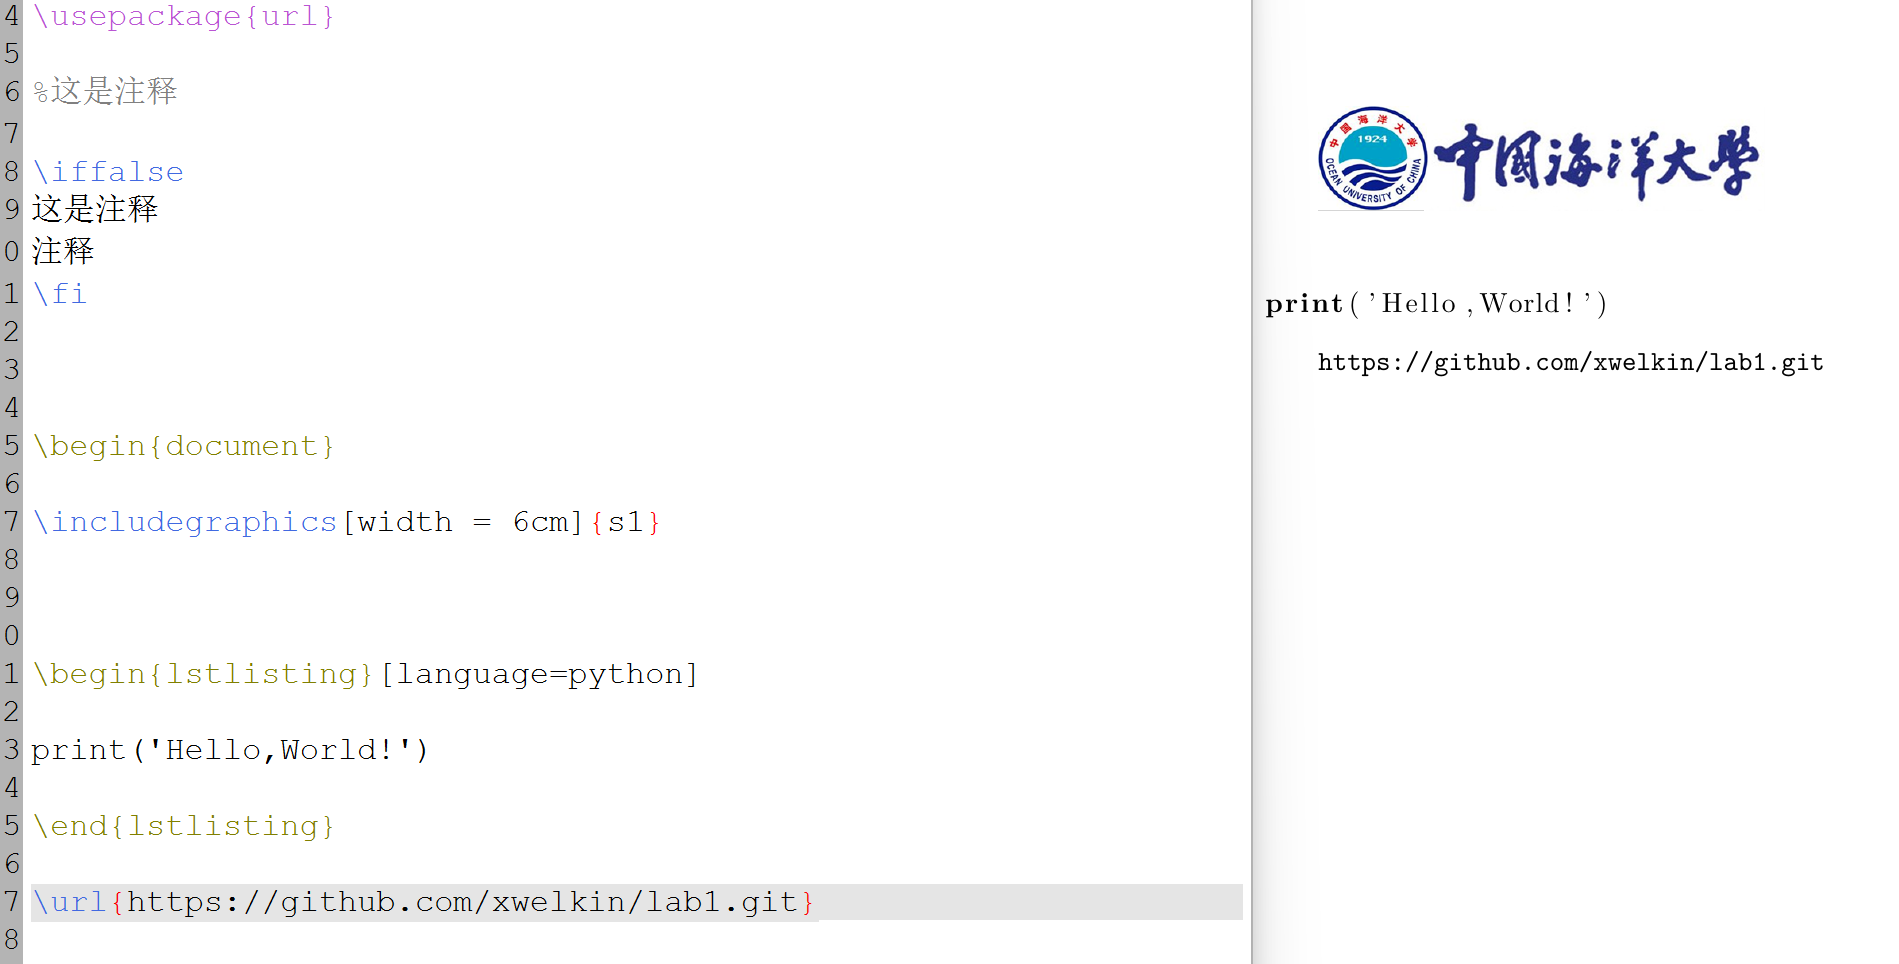 4 \usepackage{url}
5
6 %这是注释
7
8 \iffalse
9 这是注释
0 注释
1 \fi
2
3
4
5 \begin{document}
6
7 \includegraphics[width = 6cm]{s1}
8
9
0
1 \begin{lstlisting}[language=python]
2
3 print('Hello,World!')
4
5 \end{lstlisting}
6
7 \url{https://github.com/xwelkin/lab1.git}
8
中国海洋大学
1924
OCEAN UNIVERSITY OF CHINA
中国海洋大学
print('Hello,World!')
https://github.com/xwelkin/lab1.git